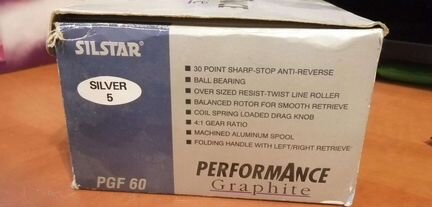 SILSTAR®
SILVER
5
PGF 60
30 POINT SHARP-STOP ANTI-REVERSE
BALL BEARING
OVER SIZED RESIST-TWIST LINE ROLLER
BALANCED ROTOR FOR SMOOTH RETRIEVE
COIL SPRING LOADED DRAG KNOB
4:1 GEAR RATIO
MACHINED ALUMINUM SPOOL
FOLDING HANDLE WITH LEFT/RIGHT RETRIEVE
PERFORMANCE
Graphite